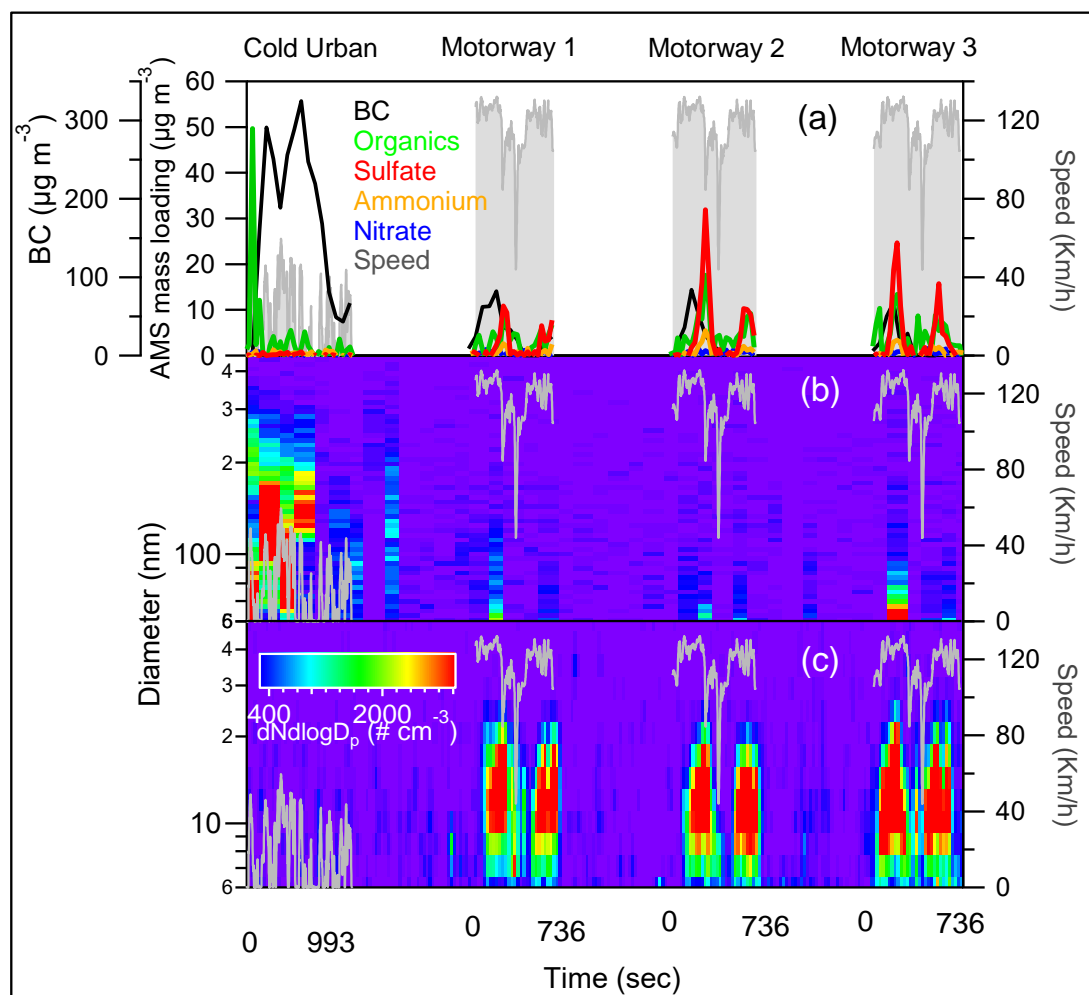 Cold Urban Motorway 1 Motorway 2 Motorway 3
BC (µg m⁻³)
300
200
100
0
AMS mass loading (µg m⁻³)
60
50
40
30
20
10
0
BC
Organics
Sulfate
Ammonium
Nitrate
Speed
(a)
120
80
40
0
Speed (Km/h)
Diameter (nm)
4
3
2
100
6
(b)
120
80
40
0
Speed (Km/h)
4
3
2
10
6
400 2000
dNdlogDₚ (# cm⁻³)
(c)
120
80
40
0
Speed (Km/h)
0 993 0 736 0 736 0 736
Time (sec)